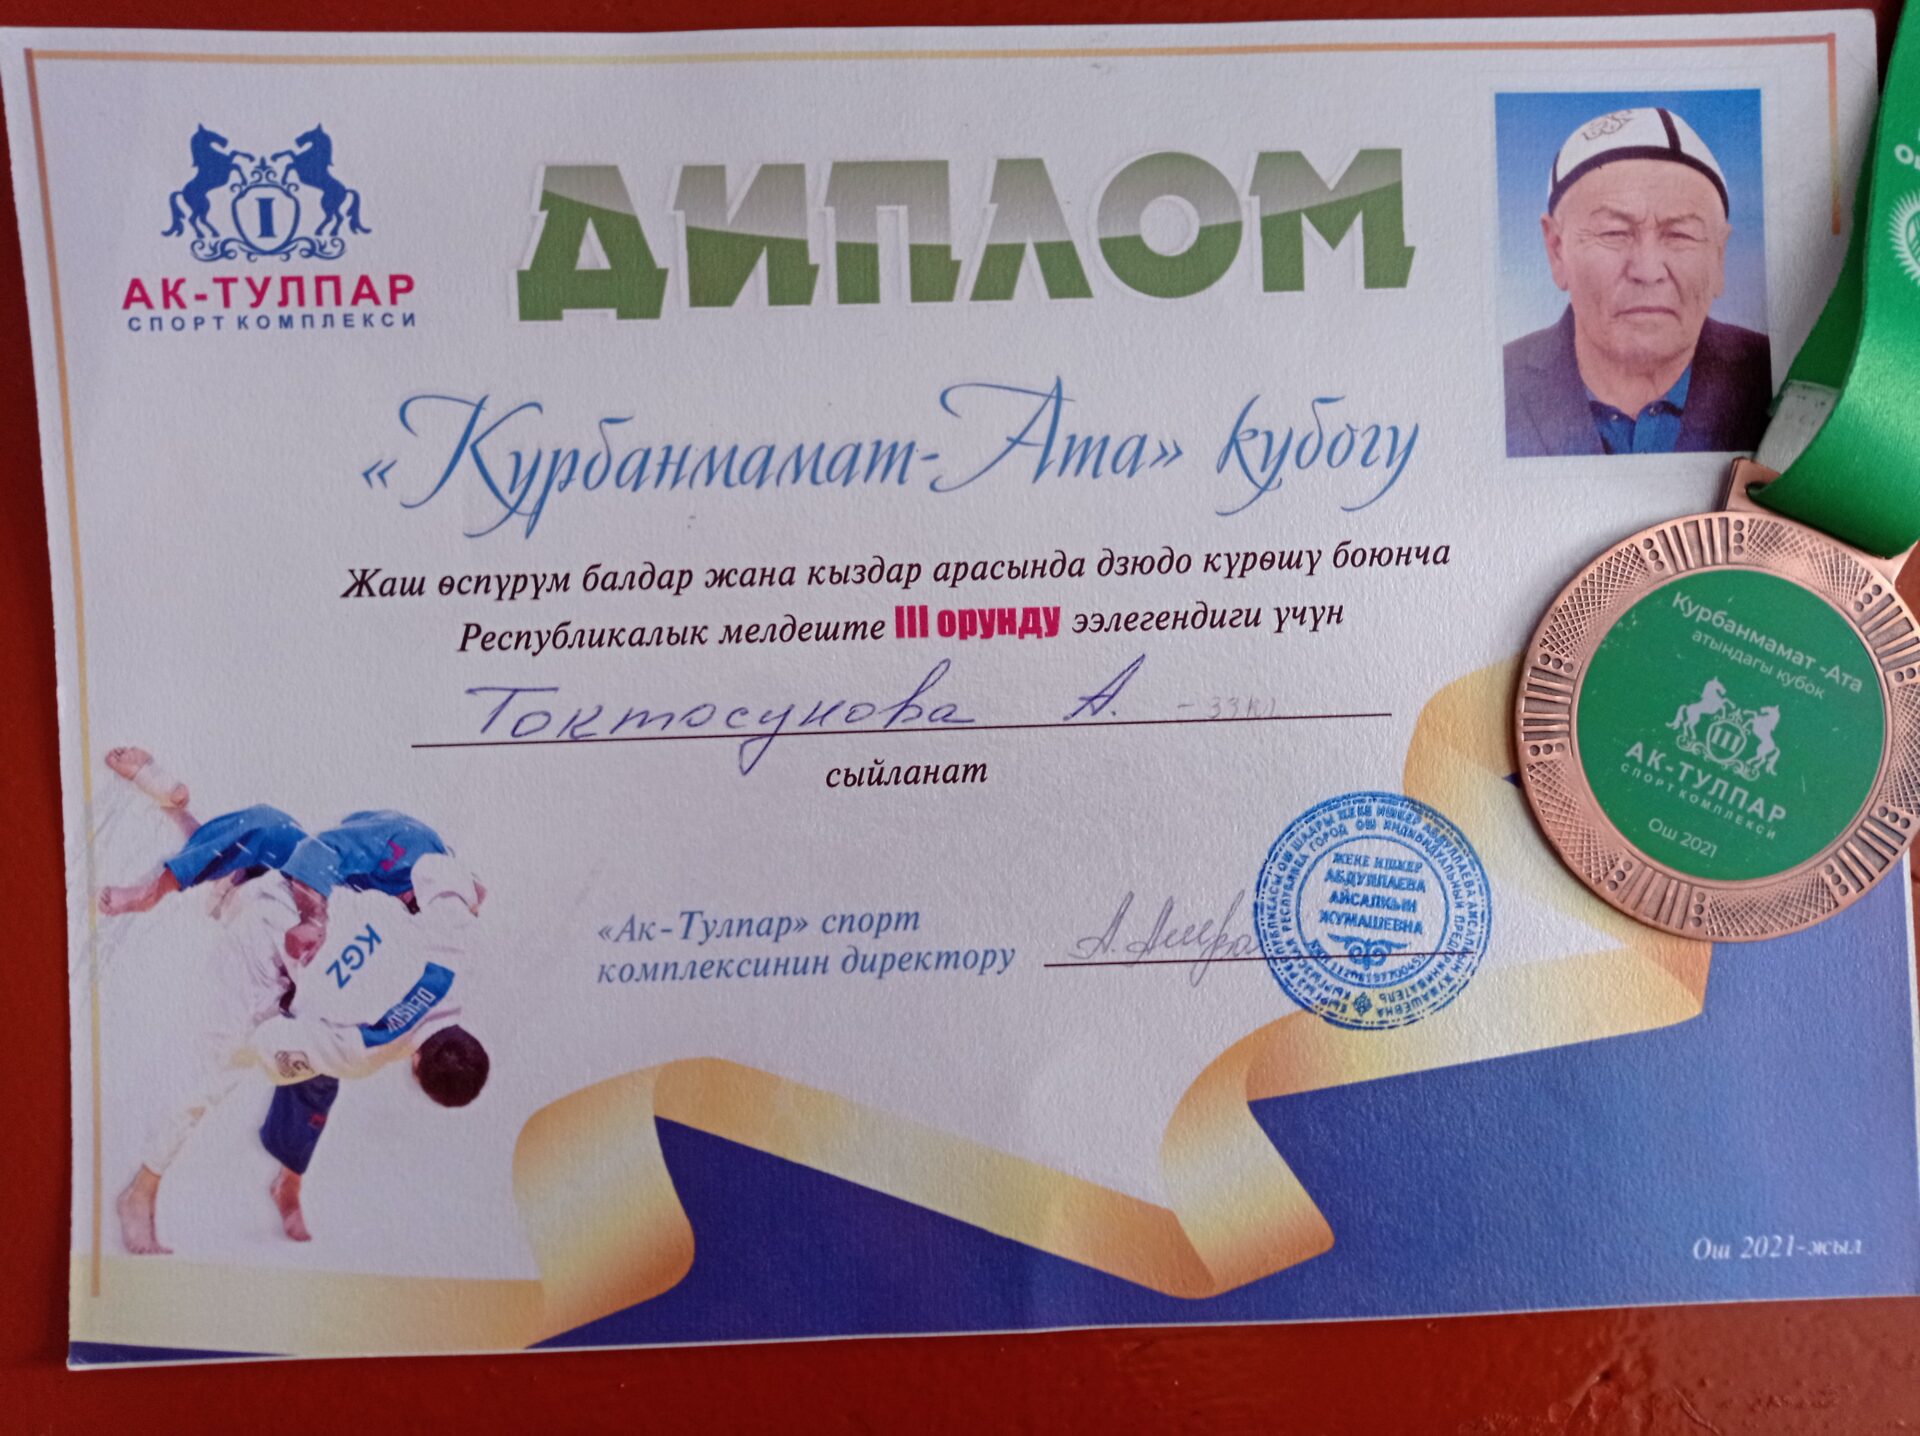 I
АК-ТУЛПАР
СПОРТ КОМПЛЕКСИ
ДИПЛОМ
«Курбанмамат-Ата» кубогу
Жаш өспүрүм балдар жана кыздар арасында дзюдо күрөшү боюнча
Республикалык мелдеште III орунду ээлегендиги үчүн
Токтосунова А. - 33кг
сыйланат
«Ак-Тулпар» спорт
комплексинин директору
ЖЕКЕ ИШКЕР
АБДУЛЛАЕВА
АЙСАЛКЫН
ЖУМАШЕВНА
KGZ
Ош 2021-жыл
Курбанмамат -Ата
атындагы кубок
III
АК-ТУЛПАР
СПОРТ КОМПЛЕКСИ
Ош 2021